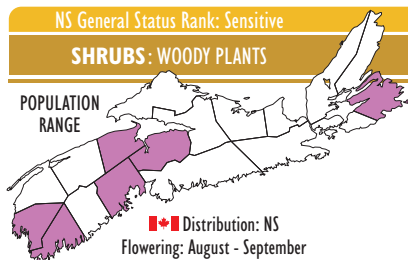 NS General Status Rank: Sensitive
SHRUBS: WOODY PLANTS
POPULATION
RANGE
Distribution: NS
Flowering: August - September